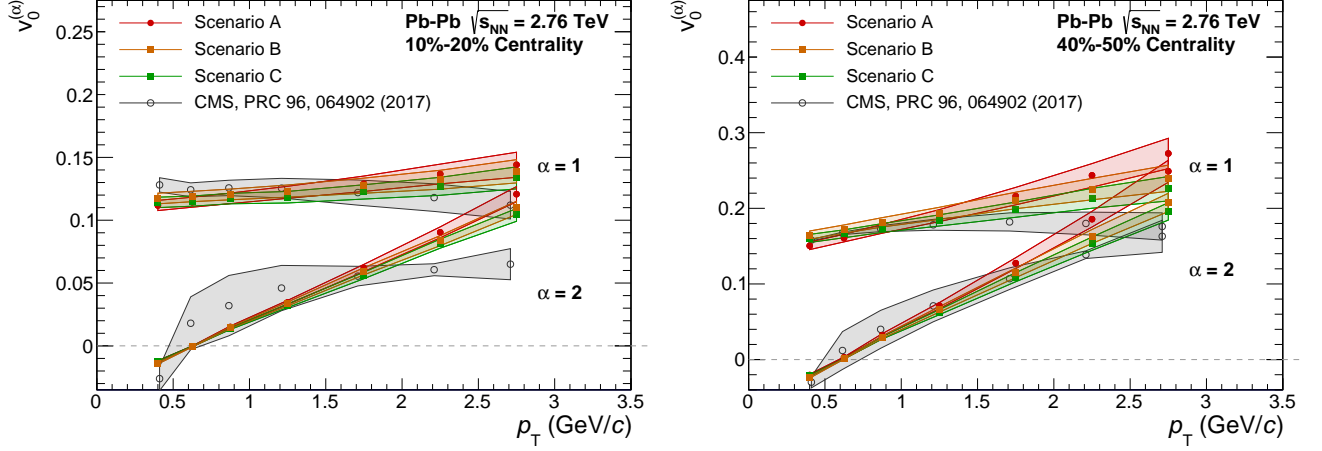 v₀⁽ᵅ⁾
0.25
0.2
0.15
0.1
0.05
0
Scenario A
Scenario B
Scenario C
CMS, PRC 96, 064902 (2017)
Pb-Pb √s_NN = 2.76 TeV
10%-20% Centrality
α = 1
α = 2
0 0.5 1 1.5 2 2.5 3 3.5
p_T (GeV/c)
v₀⁽ᵅ⁾
0.4
0.3
0.2
0.1
0
Scenario A
Scenario B
Scenario C
CMS, PRC 96, 064902 (2017)
Pb-Pb √s_NN = 2.76 TeV
40%-50% Centrality
α = 1
α = 2
0 0.5 1 1.5 2 2.5 3 3.5
p_T (GeV/c)